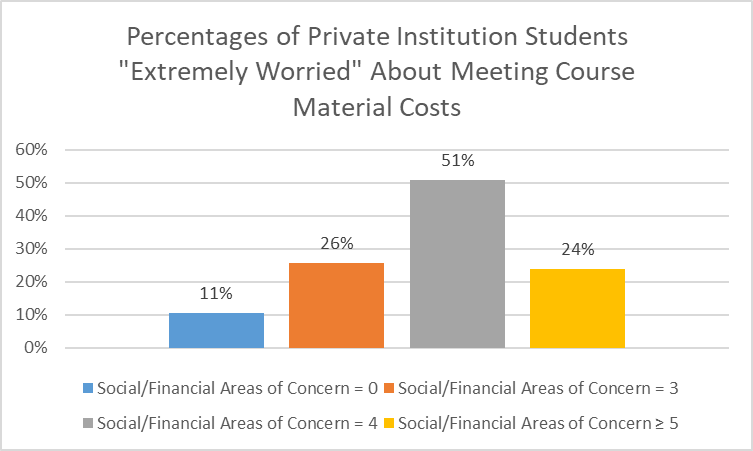 Percentages of Private Institution Students
"Extremely Worried" About Meeting Course
Material Costs
60%
50%
40%
30%
20%
10%
0%
11%
26%
51%
24%
Social/Financial Areas of Concern = 0
Social/Financial Areas of Concern = 3
Social/Financial Areas of Concern = 4
Social/Financial Areas of Concern ≥ 5